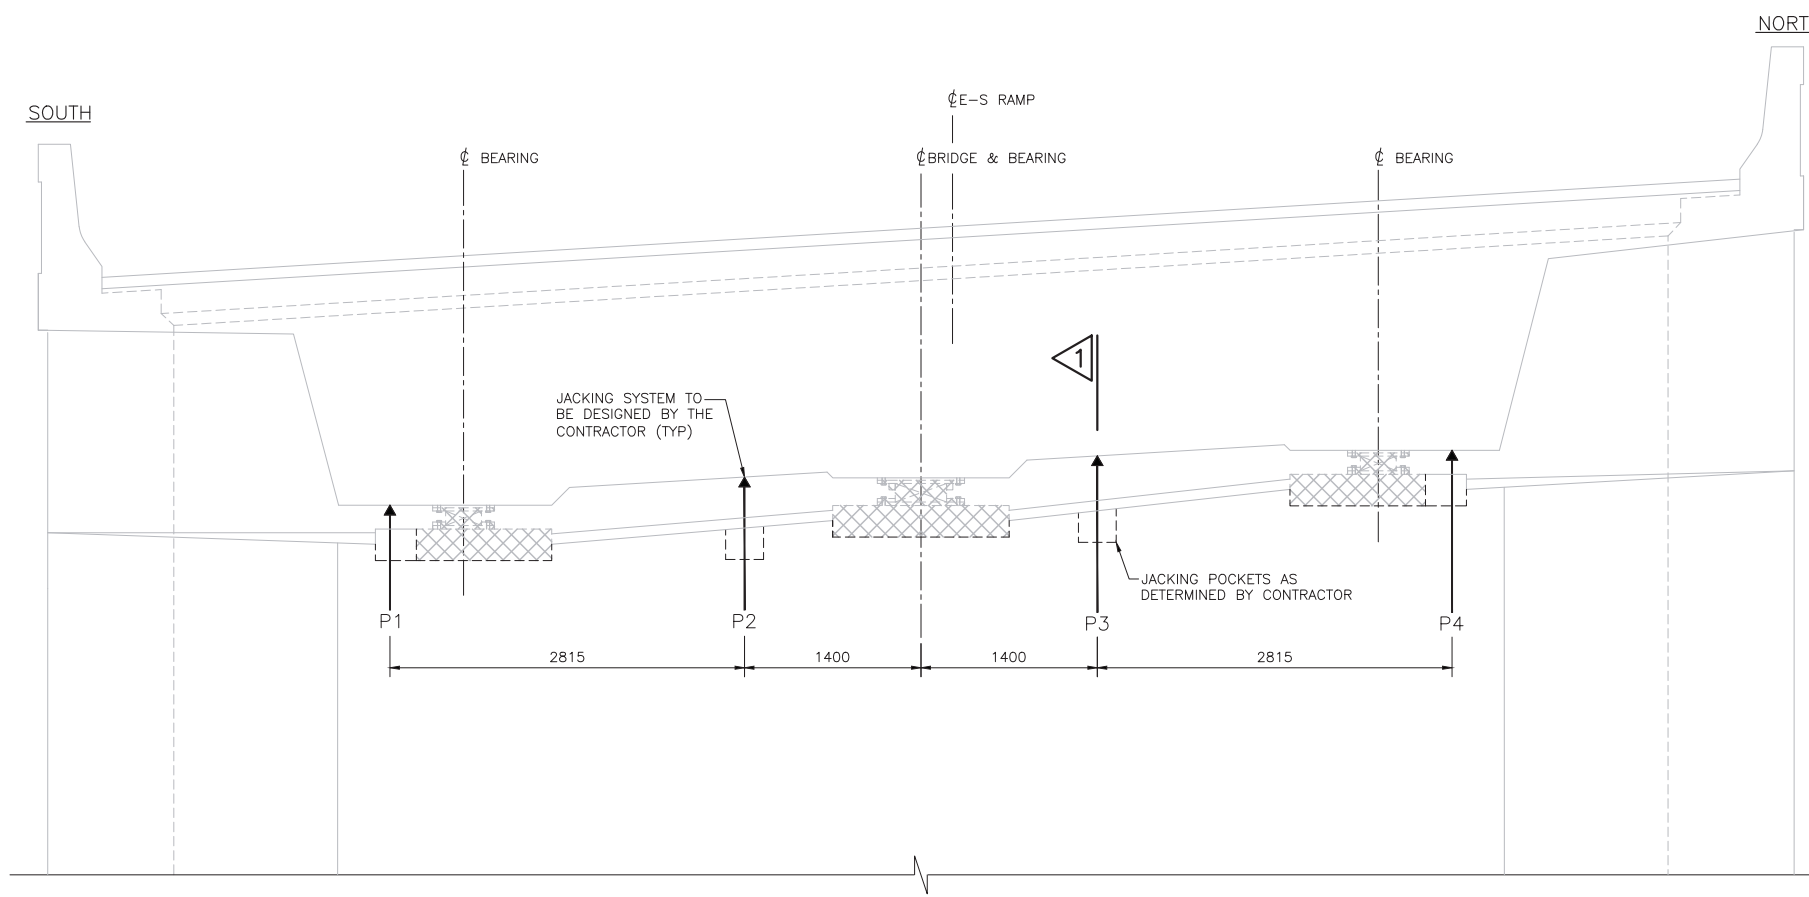 NORT
SOUTH
℄E-S RAMP
℄ BEARING
℄BRIDGE & BEARING
℄ BEARING
1
JACKING SYSTEM TO
BE DESIGNED BY THE
CONTRACTOR (TYP)
JACKING POCKETS AS
DETERMINED BY CONTRACTOR
P1
P2
P3
P4
2815
1400
1400
2815